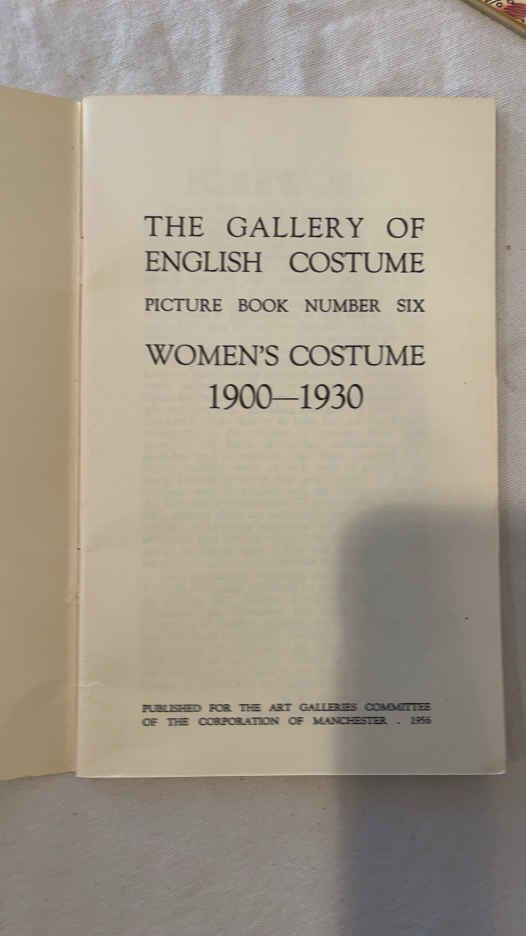 THE GALLERY OF
ENGLISH COSTUME
PICTURE BOOK NUMBER SIX
WOMEN'S COSTUME
1900—1930
PUBLISHED FOR THE ART GALLERIES COMMITTEE
OF THE CORPORATION OF MANCHESTER . 1956